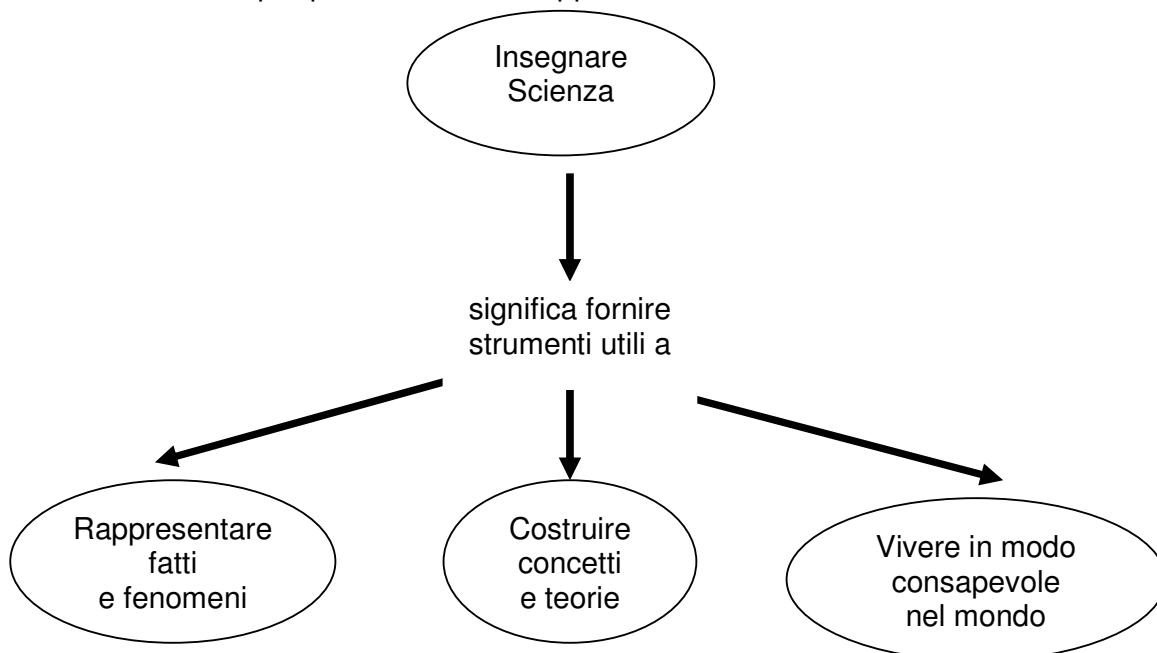 Insegnare
Scienza
significa fornire
strumenti utili a
Rappresentare
fatti
e fenomeni
Costruire
concetti
e teorie
Vivere in modo
consapevole
nel mondo